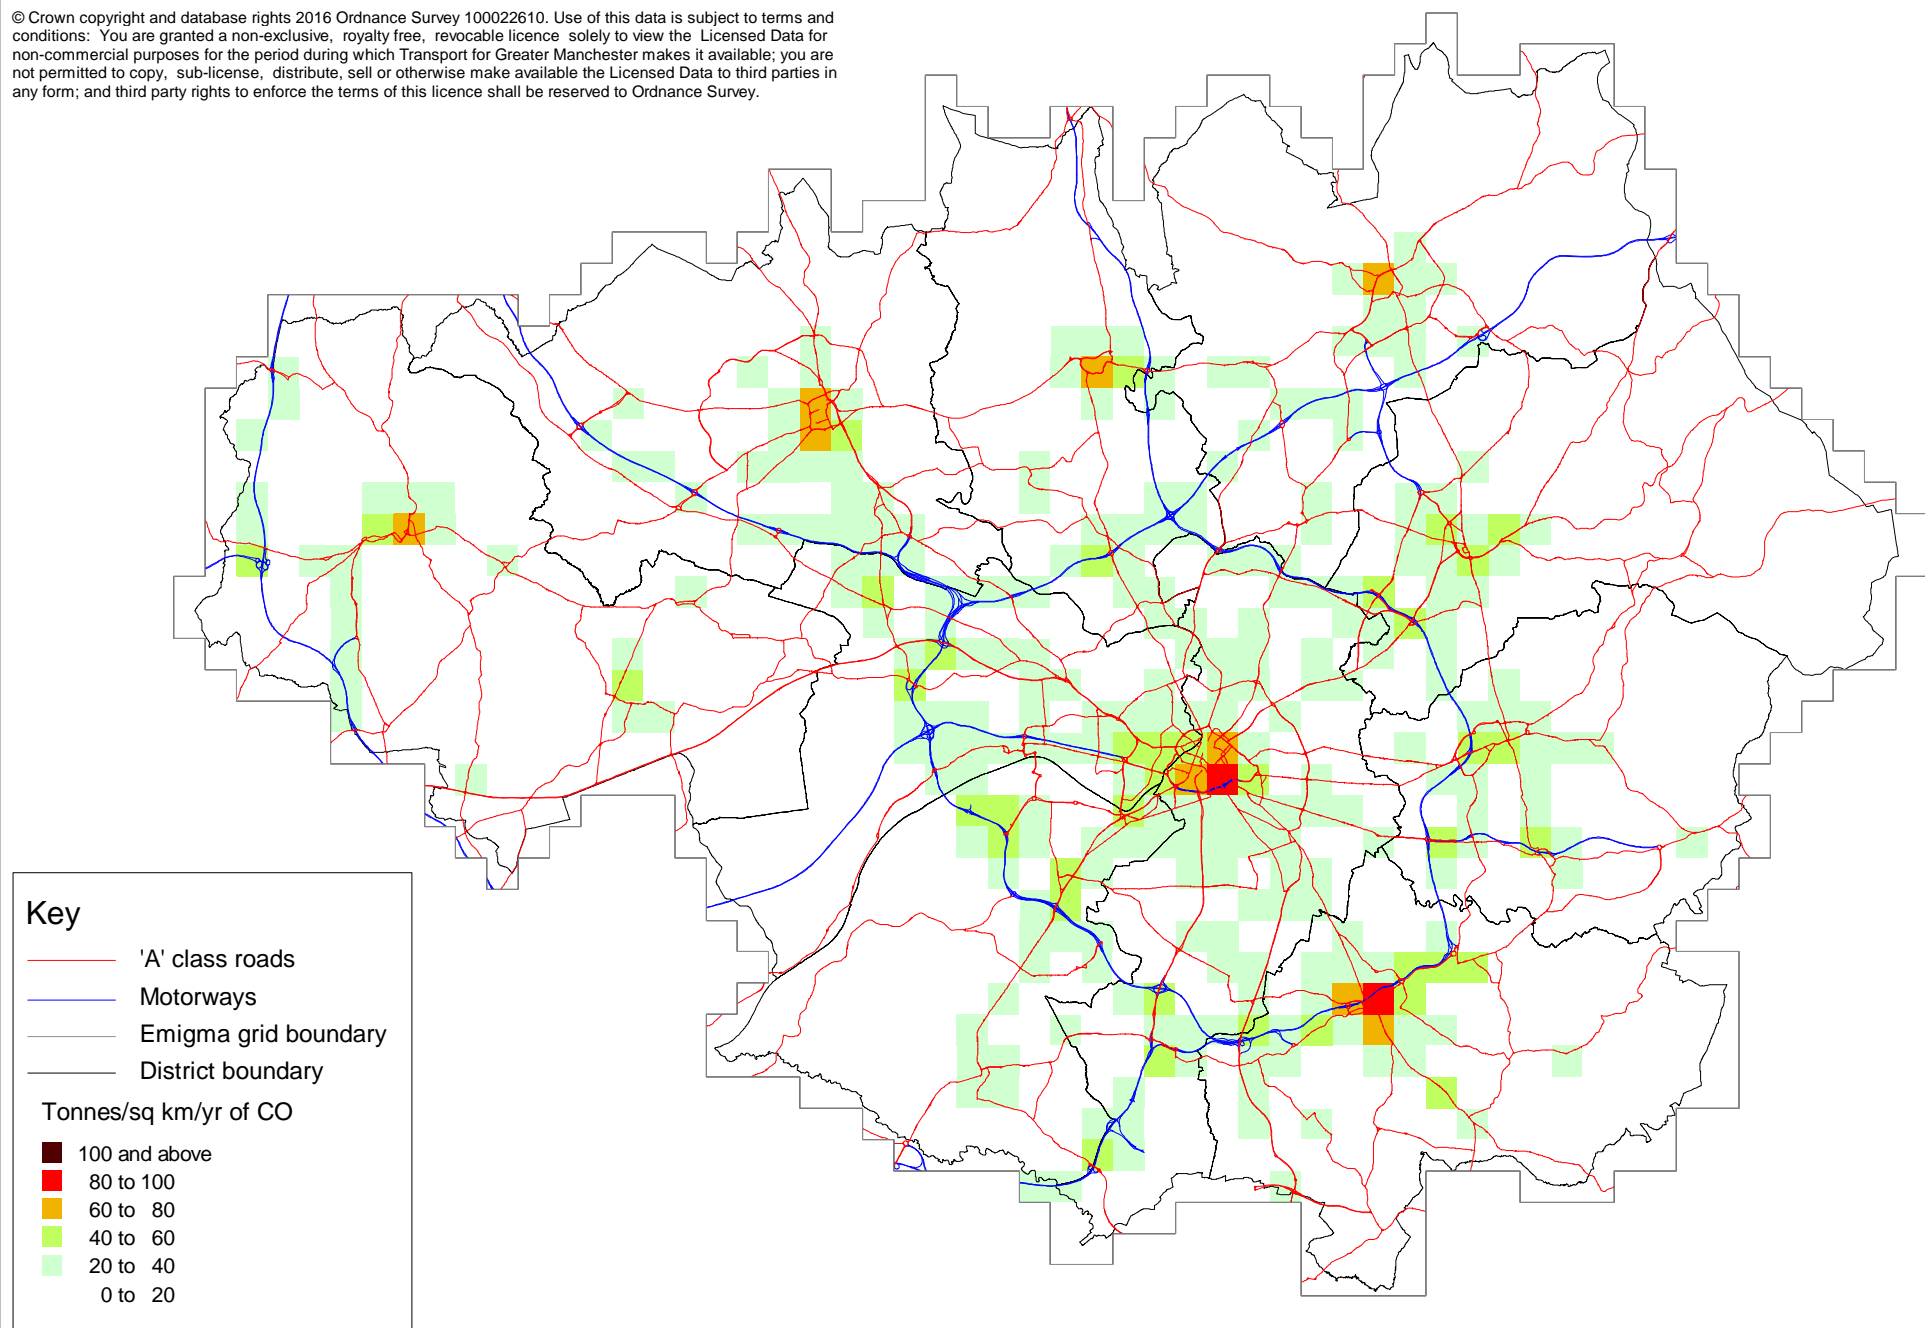 © Crown copyright and database rights 2016 Ordnance Survey 100022610. Use of this data is subject to terms and
conditions: You are granted a non-exclusive, royalty free, revocable licence solely to view the Licensed Data for
non-commercial purposes for the period during which Transport for Greater Manchester makes it available; you are
not permitted to copy, sub-license, distribute, sell or otherwise make available the Licensed Data to third parties in
any form; and third party rights to enforce the terms of this licence shall be reserved to Ordnance Survey.
Key
'A' class roads
Motorways
Emigma grid boundary
District boundary
Tonnes/sq km/yr of CO
100 and above
80 to 100
60 to 80
40 to 60
20 to 40
0 to 20